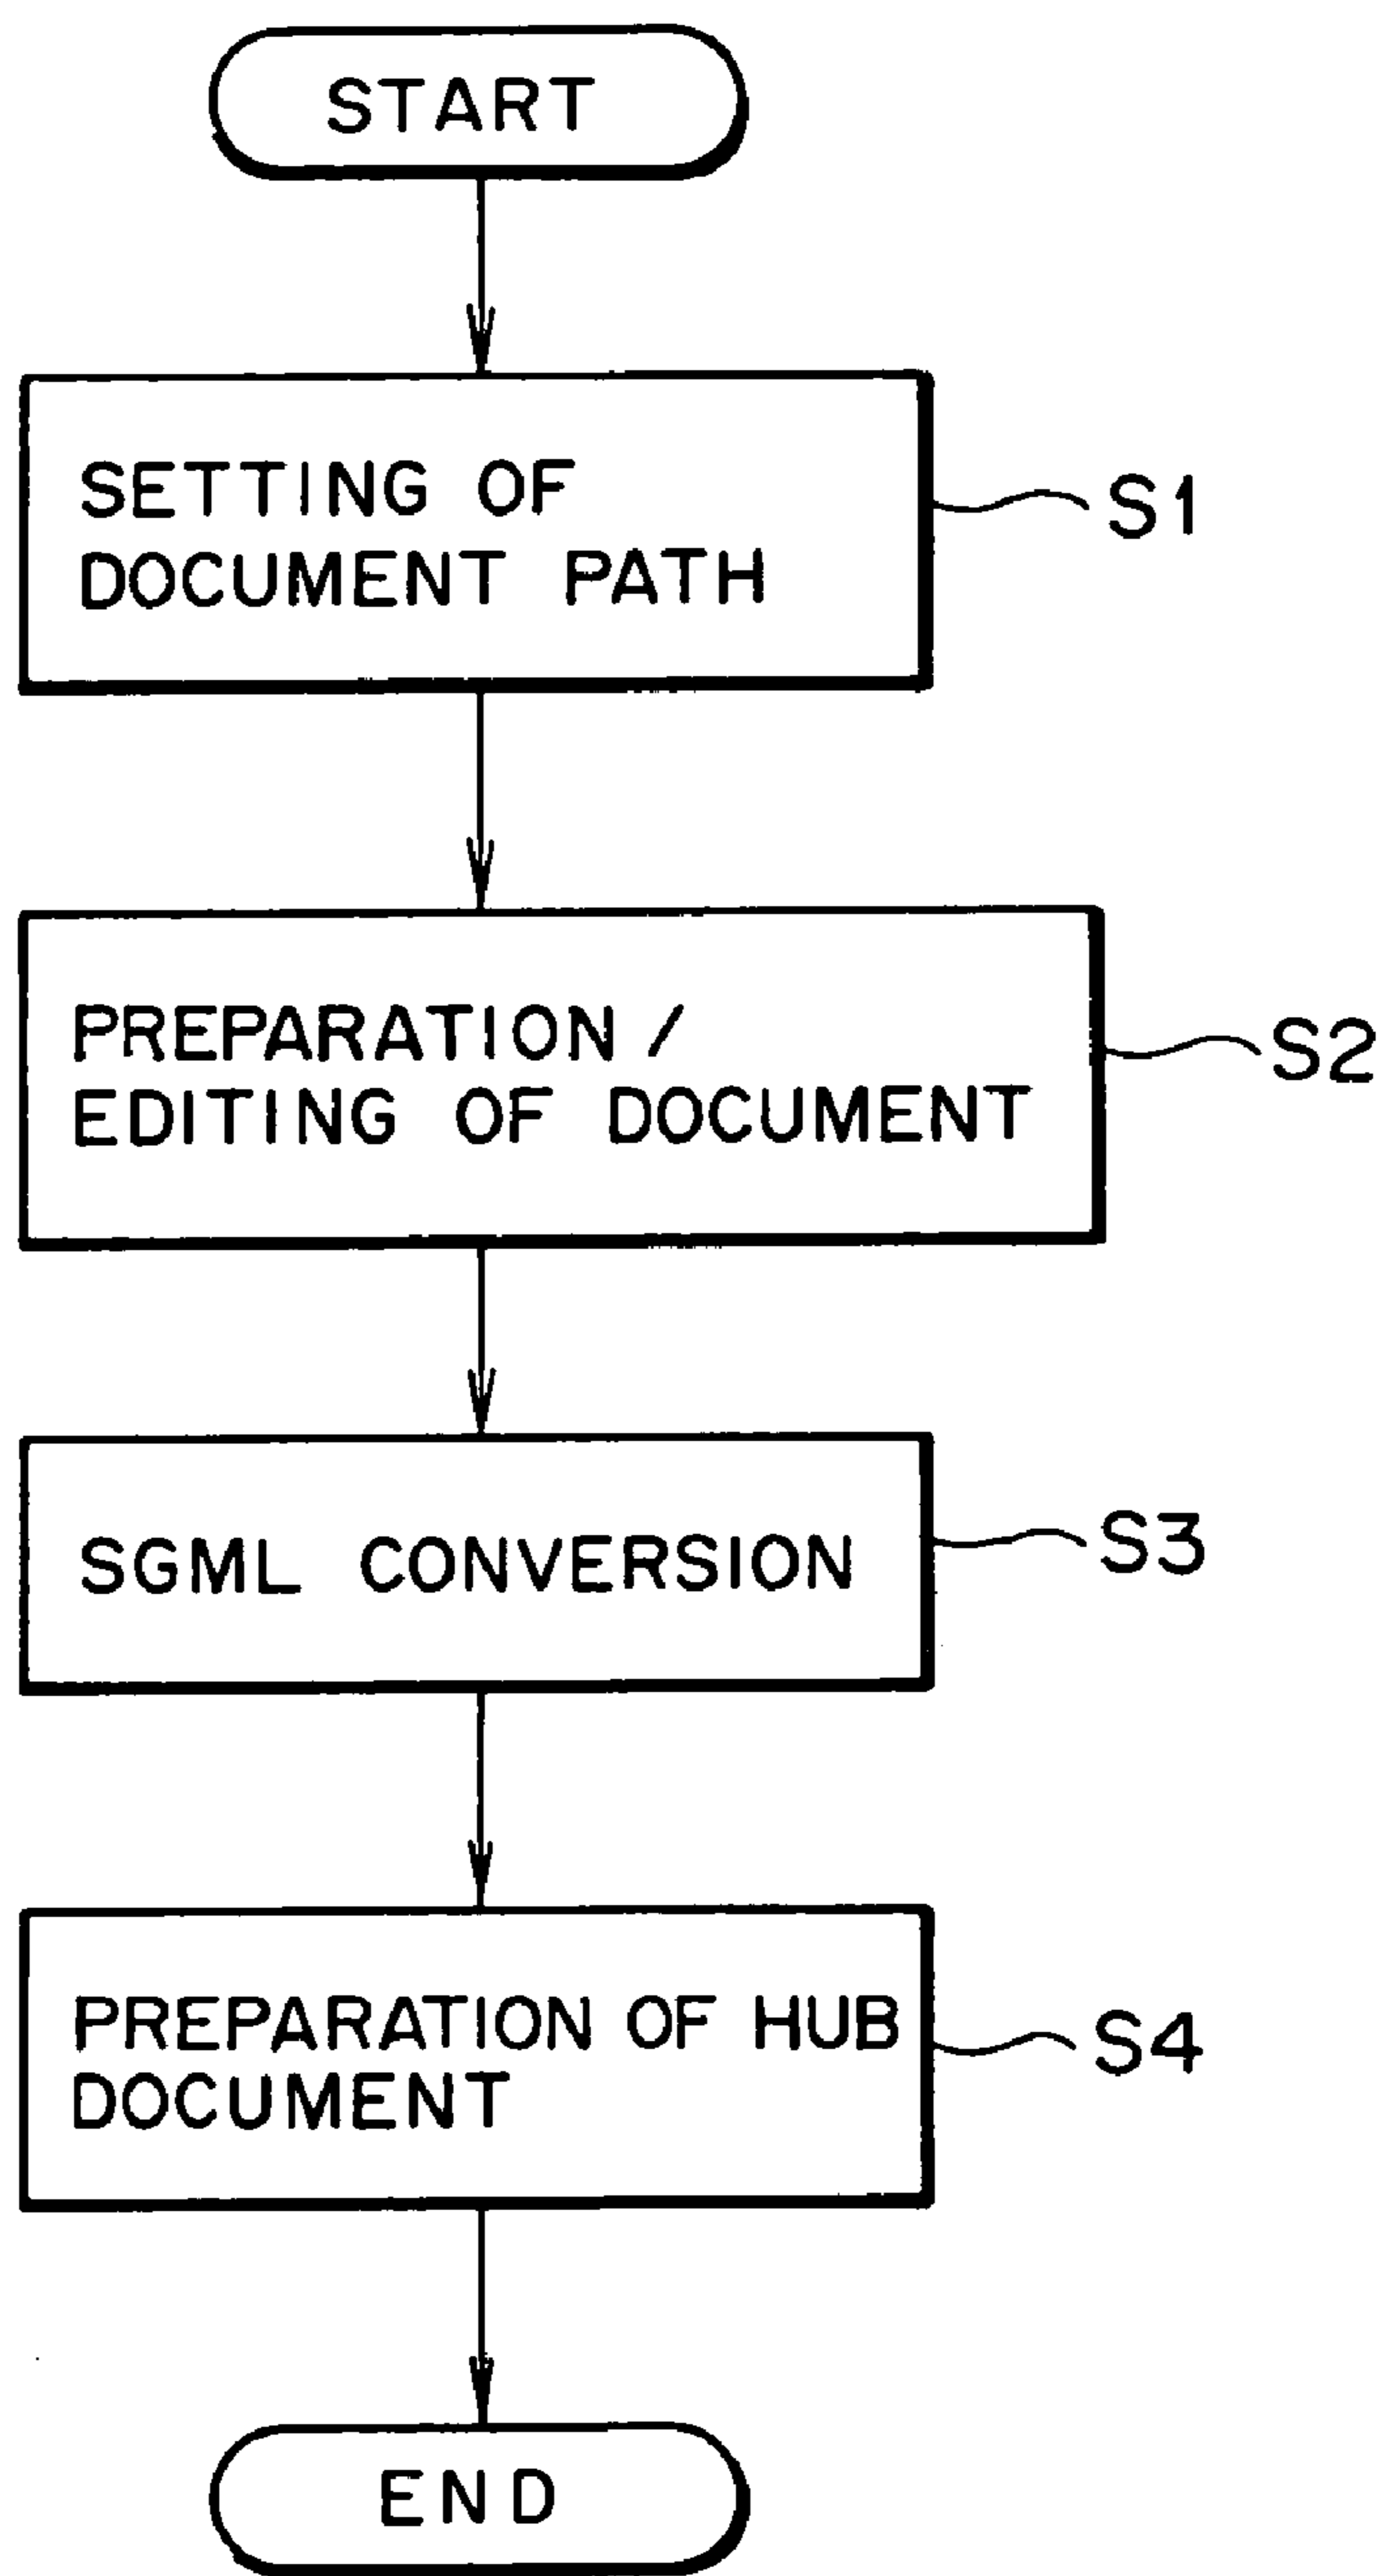 START
SETTING OF
DOCUMENT PATH
S1
PREPARATION /
EDITING OF DOCUMENT
S2
SGML CONVERSION
S3
PREPARATION OF HUB
DOCUMENT
S4
END